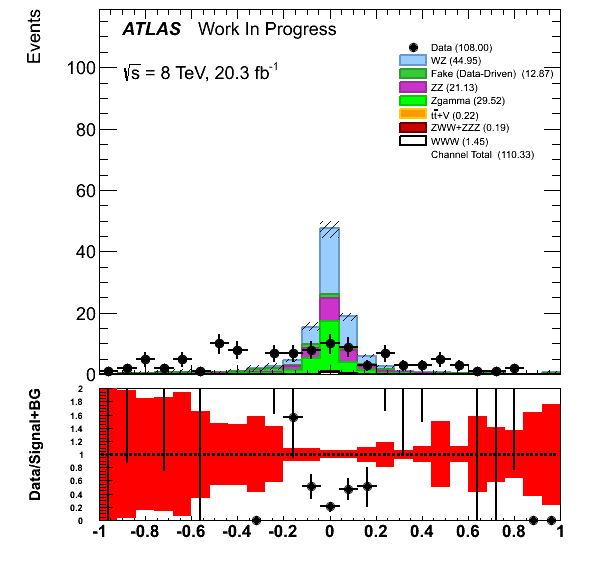 ATLAS Work In Progress
√s = 8 TeV, 20.3 fb⁻¹
Events
100
80
60
40
20
0
Data (108.00)
WZ (44.95)
Fake (Data-Driven) (12.87)
ZZ (21.13)
Zgamma (29.52)
tt̄+V (0.22)
ZWW+ZZZ (0.19)
WWW (1.45)
Channel Total (110.33)
Data/Signal+BG
2
1.8
1.6
1.4
1.2
1
0.8
0.6
0.4
0.2
0
-1 -0.8 -0.6 -0.4 -0.2 0 0.2 0.4 0.6 0.8 1